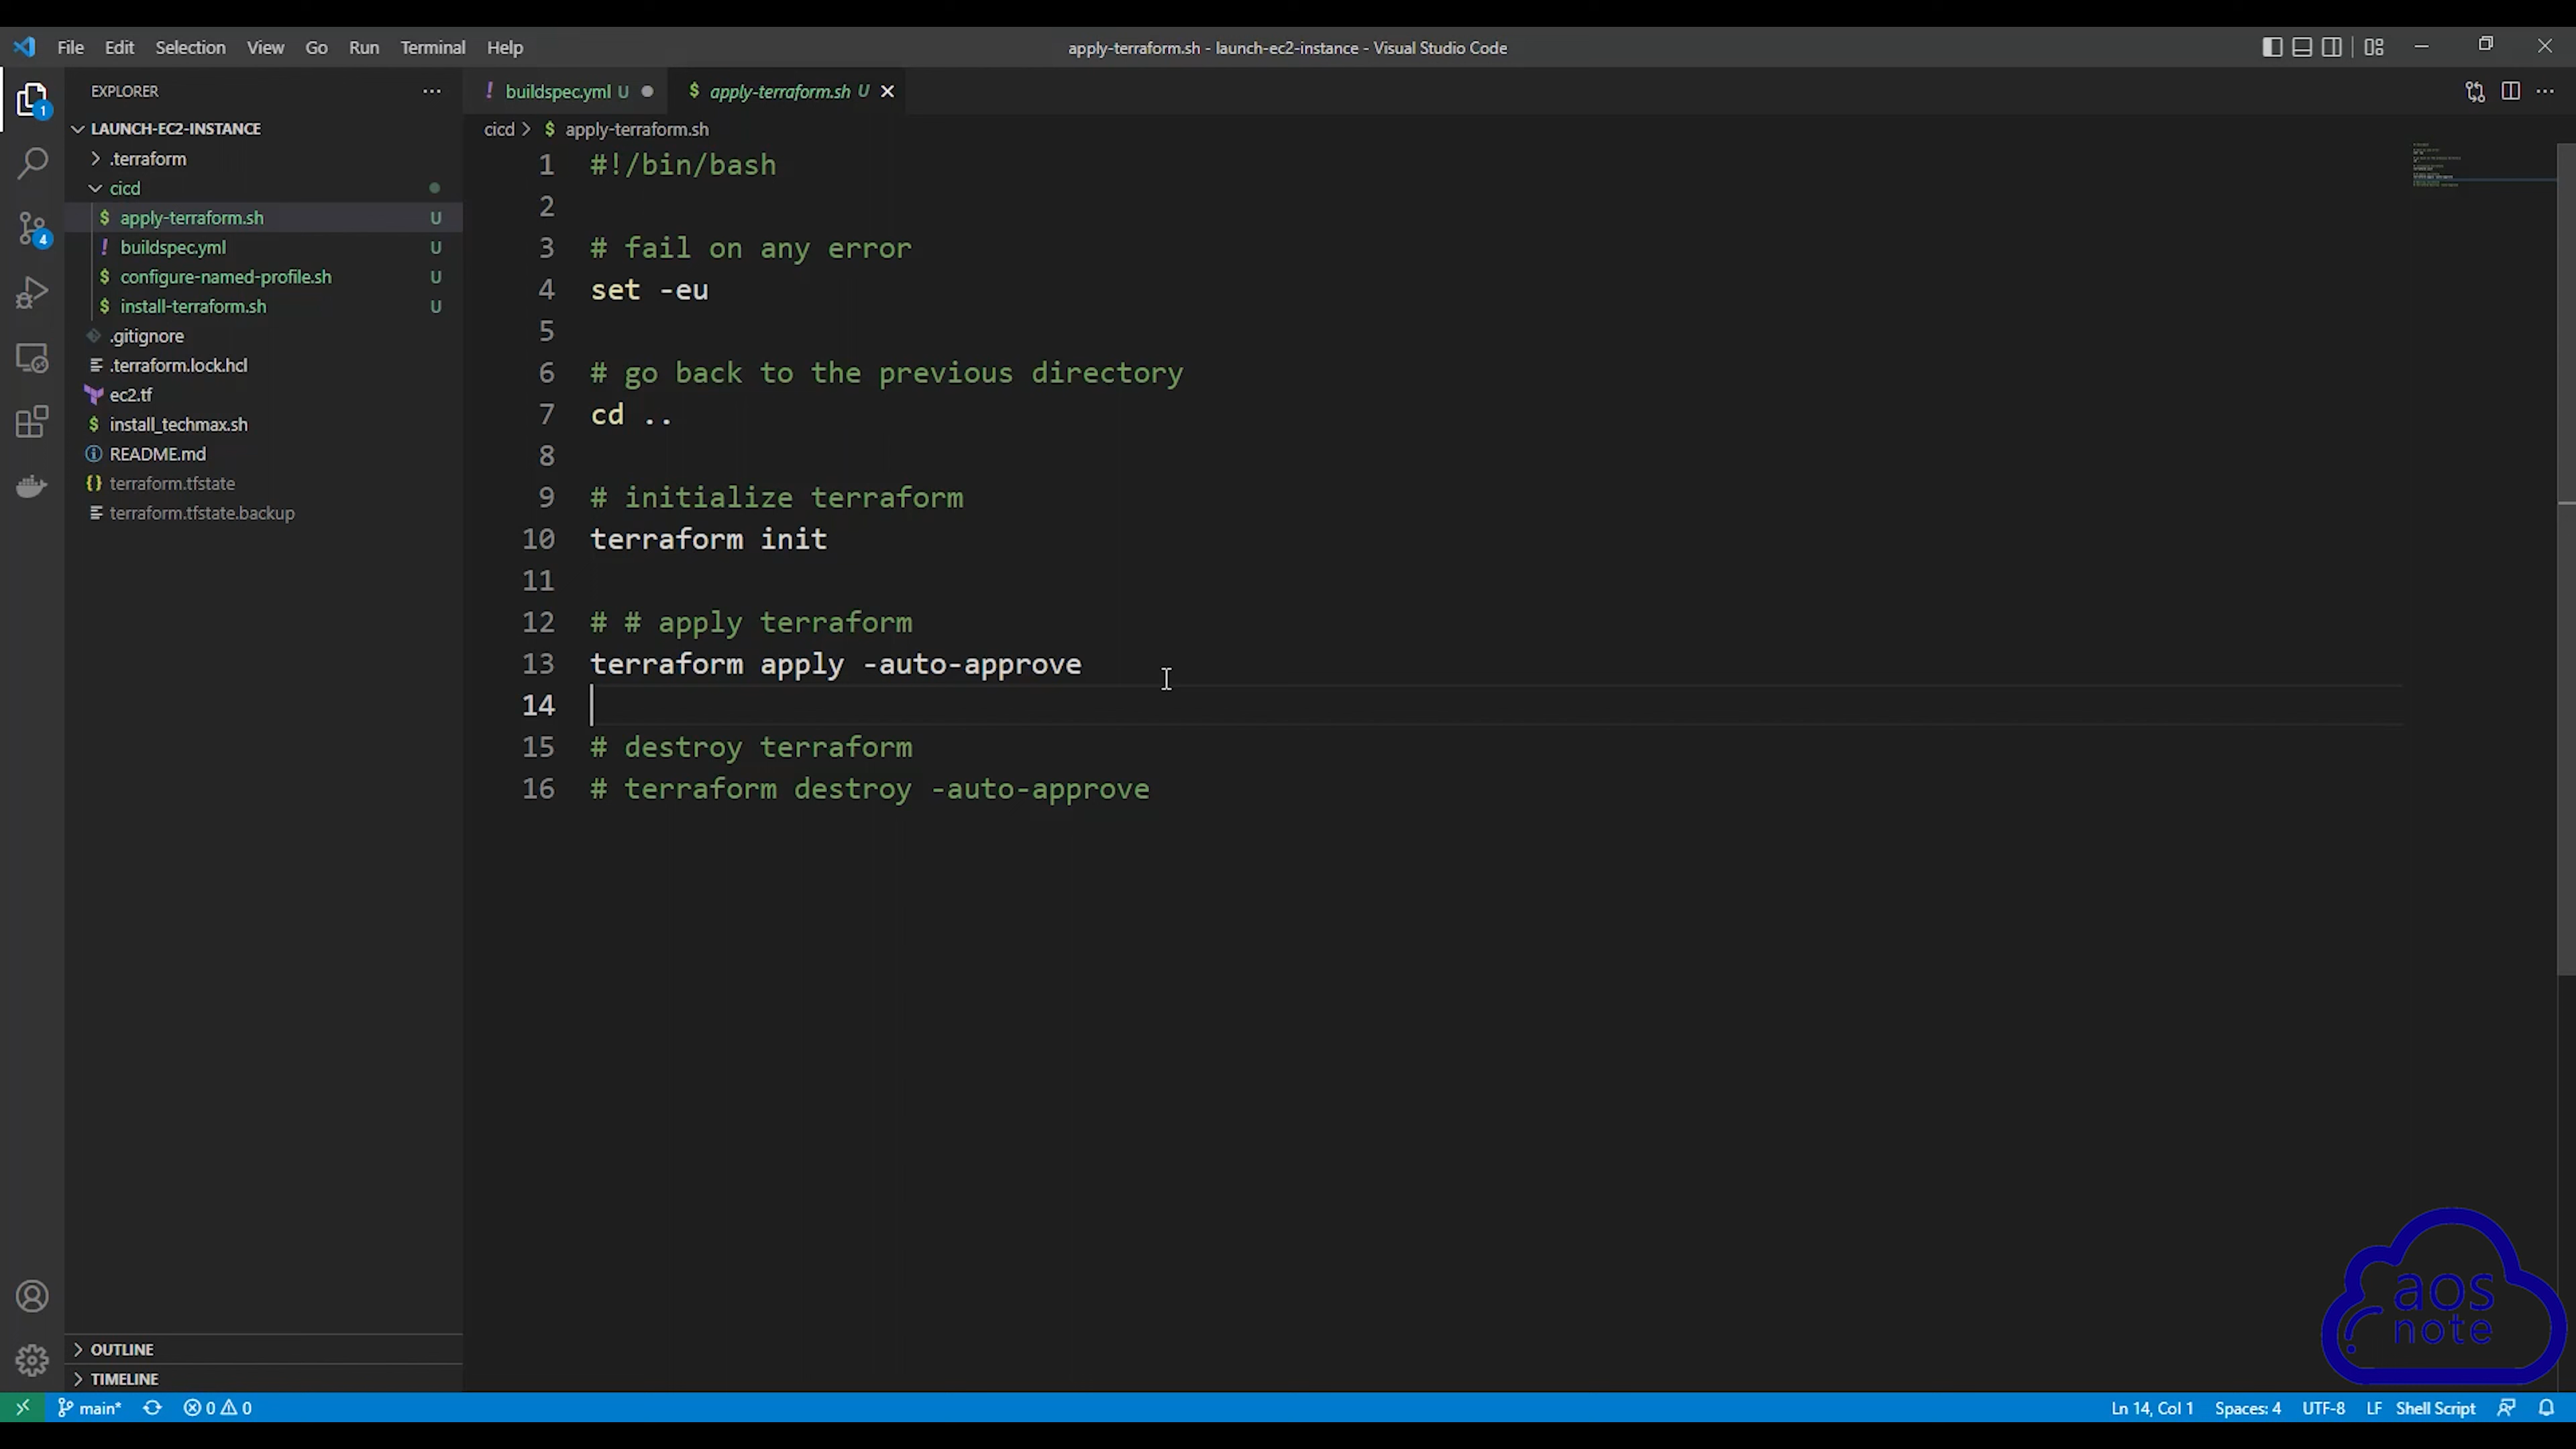 File Edit Selection View Go Run Terminal Help
apply-terraform.sh - launch-ec2-instance - Visual Studio Code
EXPLORER
LAUNCH-EC2-INSTANCE
.terraform
cicd
apply-terraform.sh U
buildspec.yml U
configure-named-profile.sh U
install-terraform.sh U
.gitignore
.terraform.lock.hcl
ec2.tf
install_techmax.sh
README.md
terraform.tfstate
terraform.tfstate.backup
OUTLINE
TIMELINE
1
4
! buildspec.yml U
$ apply-terraform.sh U
cicd > $ apply-terraform.sh
1 #!/bin/bash
2
3 # fail on any error
4 set -eu
5
6 # go back to the previous directory
7 cd ..
8
9 # initialize terraform
10 terraform init
11
12 # # apply terraform
13 terraform apply -auto-approve
14
15 # destroy terraform
16 # terraform destroy -auto-approve
aos
note
main* 0 0
Ln 14, Col 1 Spaces: 4 UTF-8 LF Shell Script